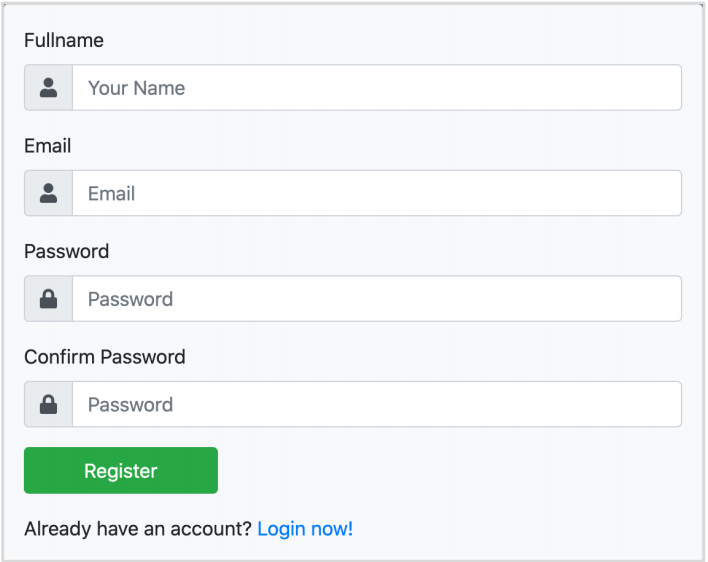 Fullname
Your Name
Email
Email
Password
Password
Confirm Password
Password
Register
Already have an account? Login now!